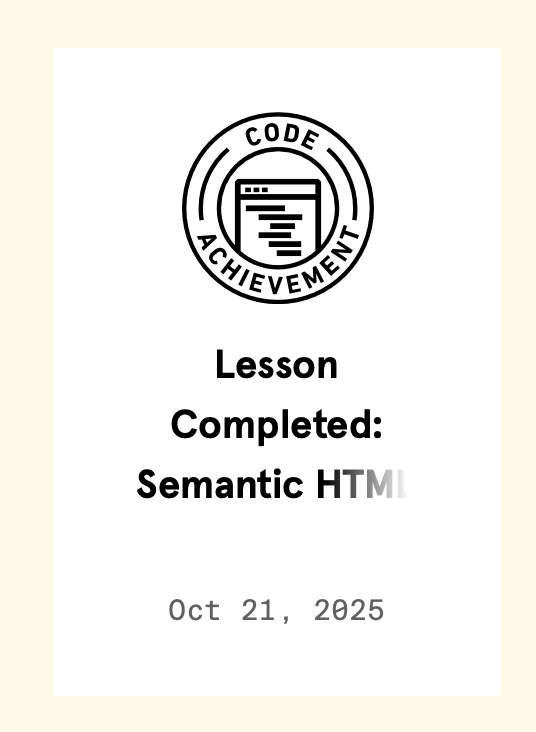 CODE
ACHIEVEMENT
Lesson
Completed:
Semantic HTML
Oct 21, 2025